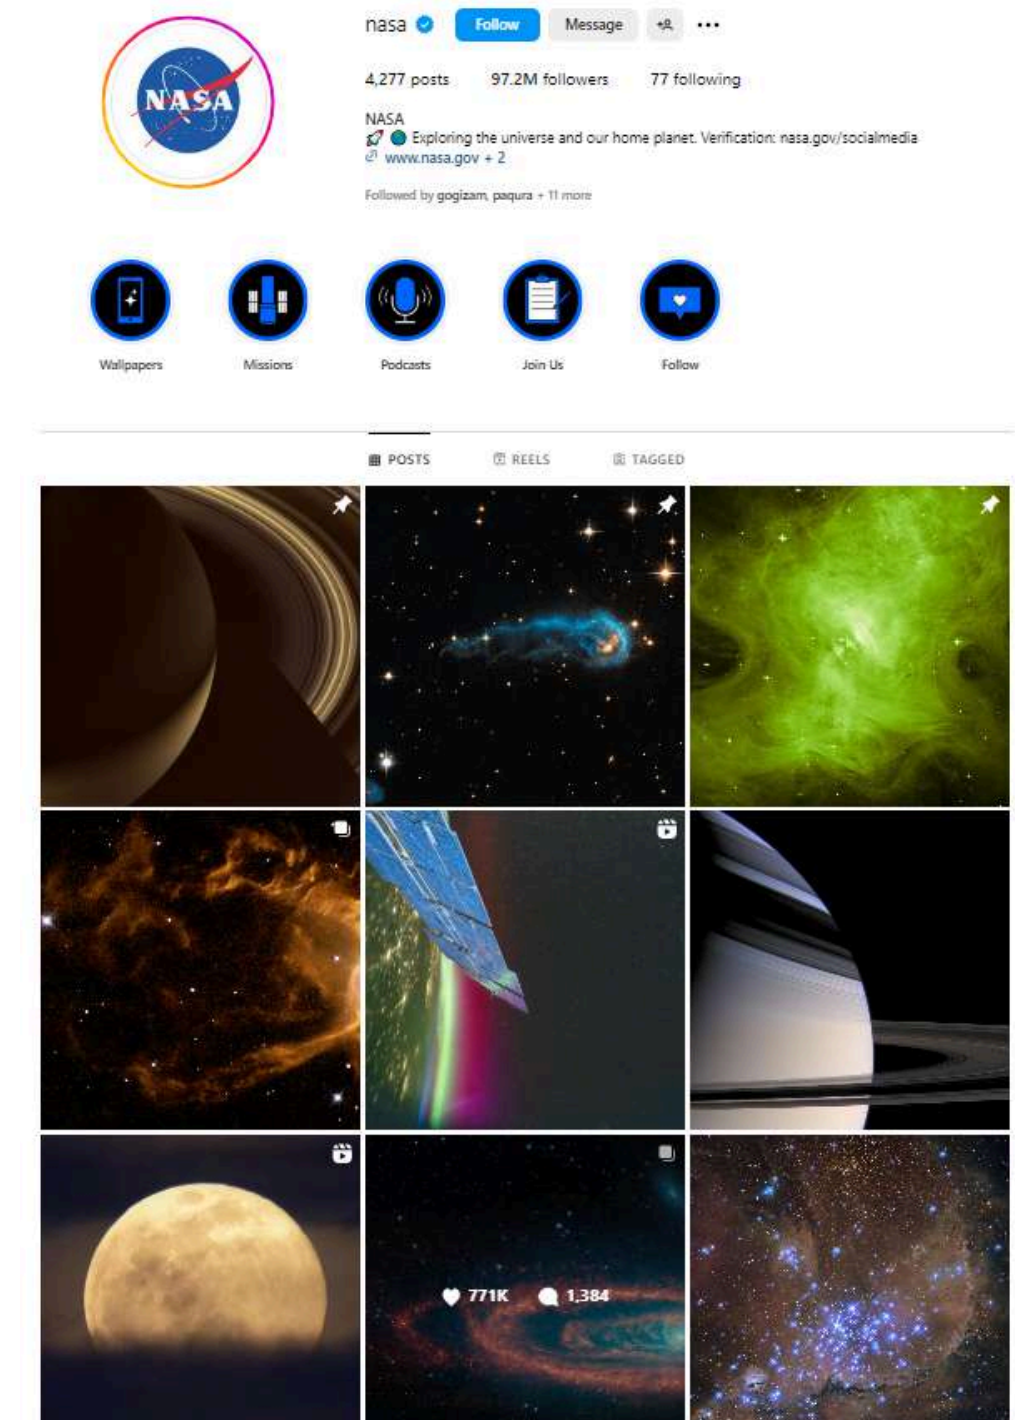 nasa Follow Message
4,277 posts 97.2M followers 77 following
NASA
NASA
🚀 🌎 Exploring the universe and our home planet. Verification: nasa.gov/socialmedia
www.nasa.gov + 2
Followed by gogizam, paqura + 11 more
Wallpapers Missions Podcasts Join Us Follow
POSTS REELS TAGGED
771K 1,384